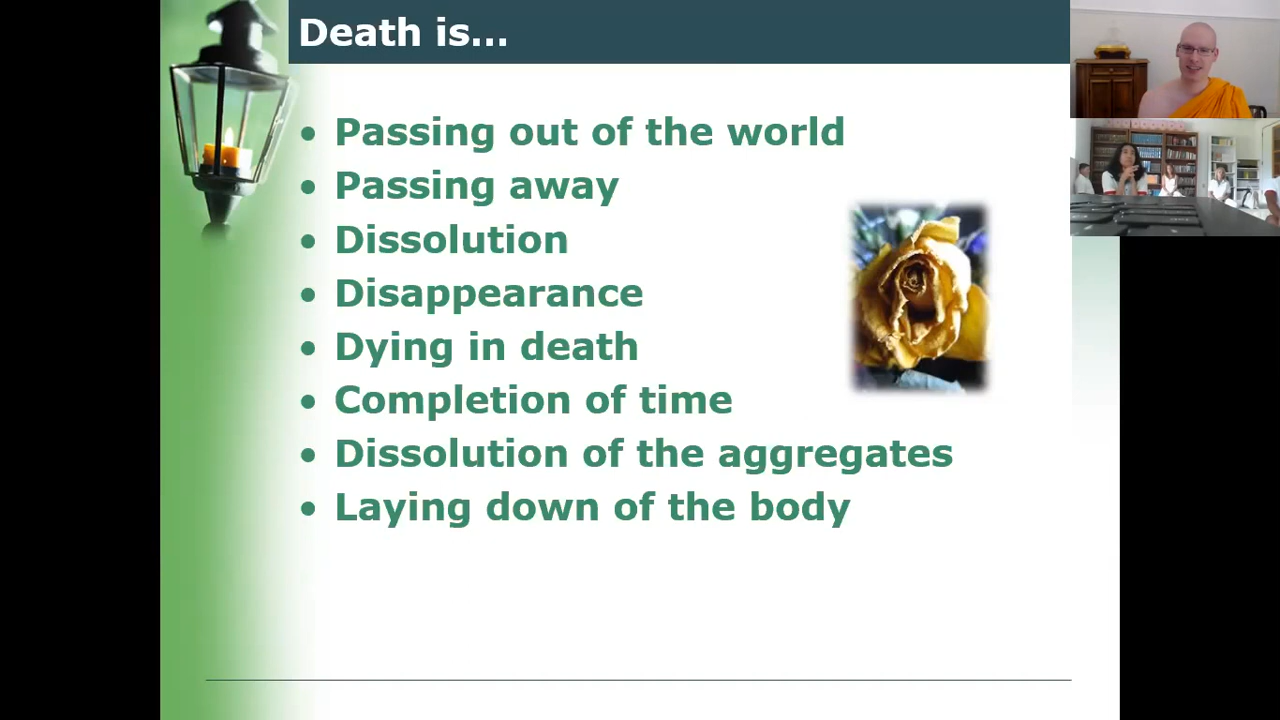 Death is...
• Passing out of the world
• Passing away
• Dissolution
• Disappearance
• Dying in death
• Completion of time
• Dissolution of the aggregates
• Laying down of the body